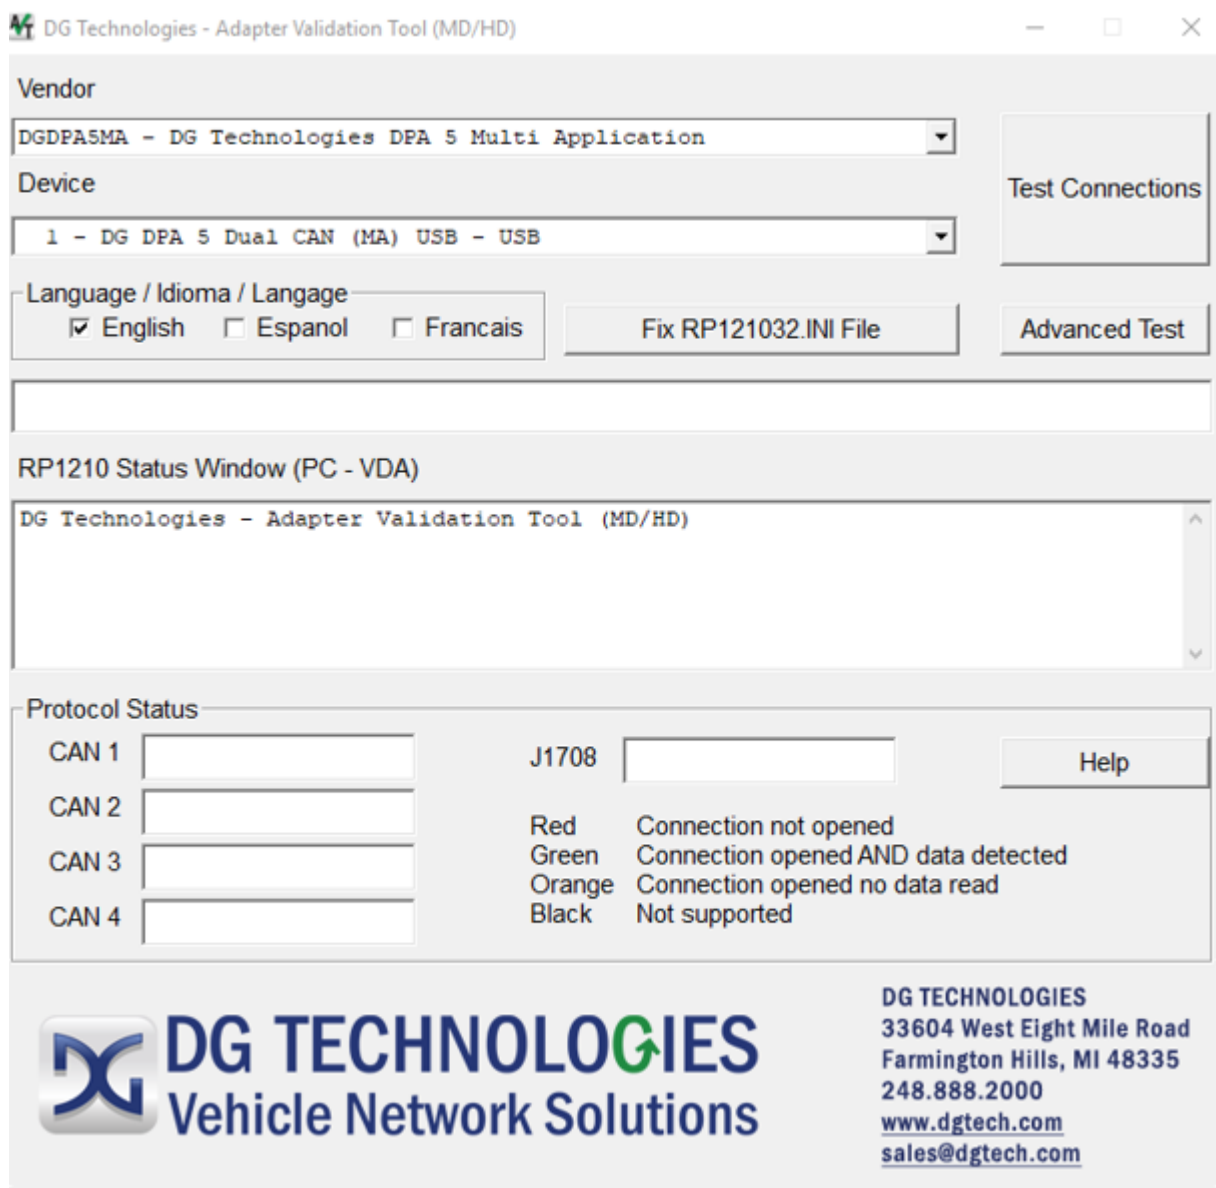 DG Technologies - Adapter Validation Tool (MD/HD)
Vendor
DGDPA5MA - DG Technologies DPA 5 Multi Application
Device
1 - DG DPA 5 Dual CAN (MA) USB - USB
Test Connections
Language / Idioma / Langage
English Espanol Francais
Fix RP121032.INI File
Advanced Test
RP1210 Status Window (PC - VDA)
DG Technologies - Adapter Validation Tool (MD/HD)
Protocol Status
CAN 1
CAN 2
CAN 3
CAN 4
J1708
Help
Red Connection not opened
Green Connection opened AND data detected
Orange Connection opened no data read
Black Not supported
DG TECHNOLOGIES
Vehicle Network Solutions
DG TECHNOLOGIES
33604 West Eight Mile Road
Farmington Hills, MI 48335
248.888.2000
www.dgtech.com
sales@dgtech.com